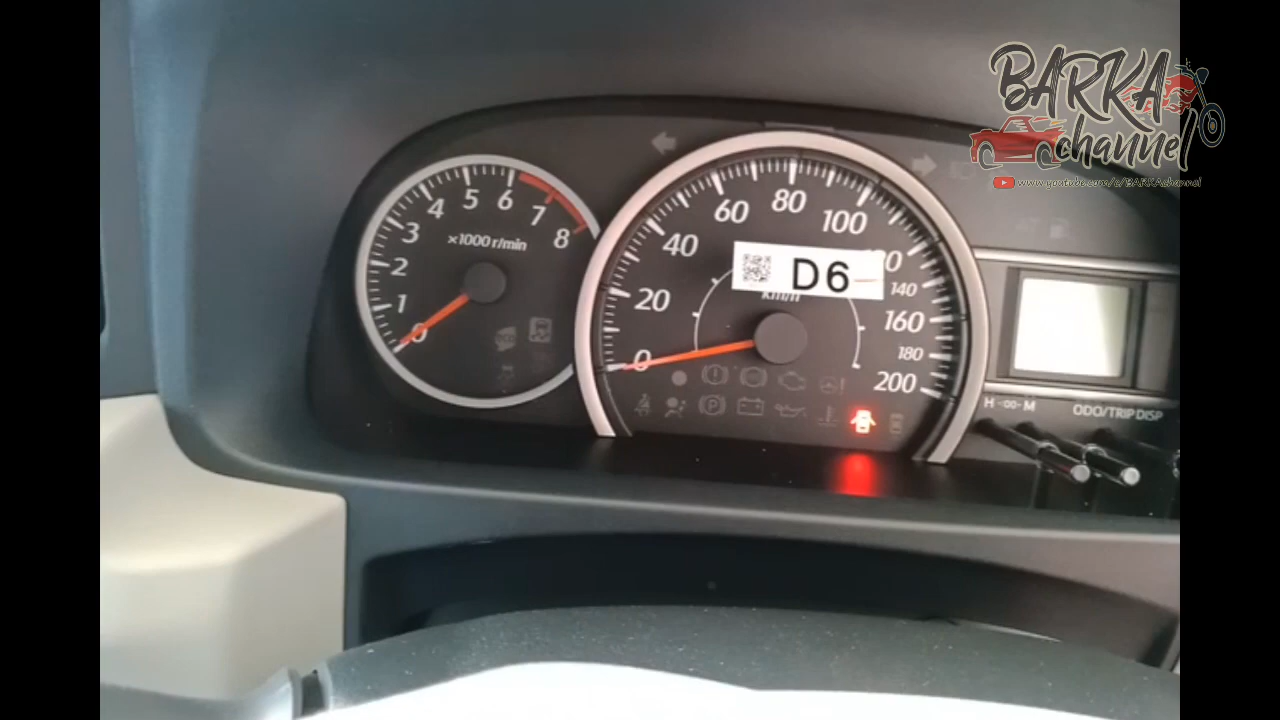 BARKA
channel
www.youtube.com/c/BARKAchannel
0 1 2 3 4 5 6 7 8
×1000 r/min
0 20 40 60 80 100 20 140 160 180 200
D6
km/h
H -00- M
ODO/TRIP DISP